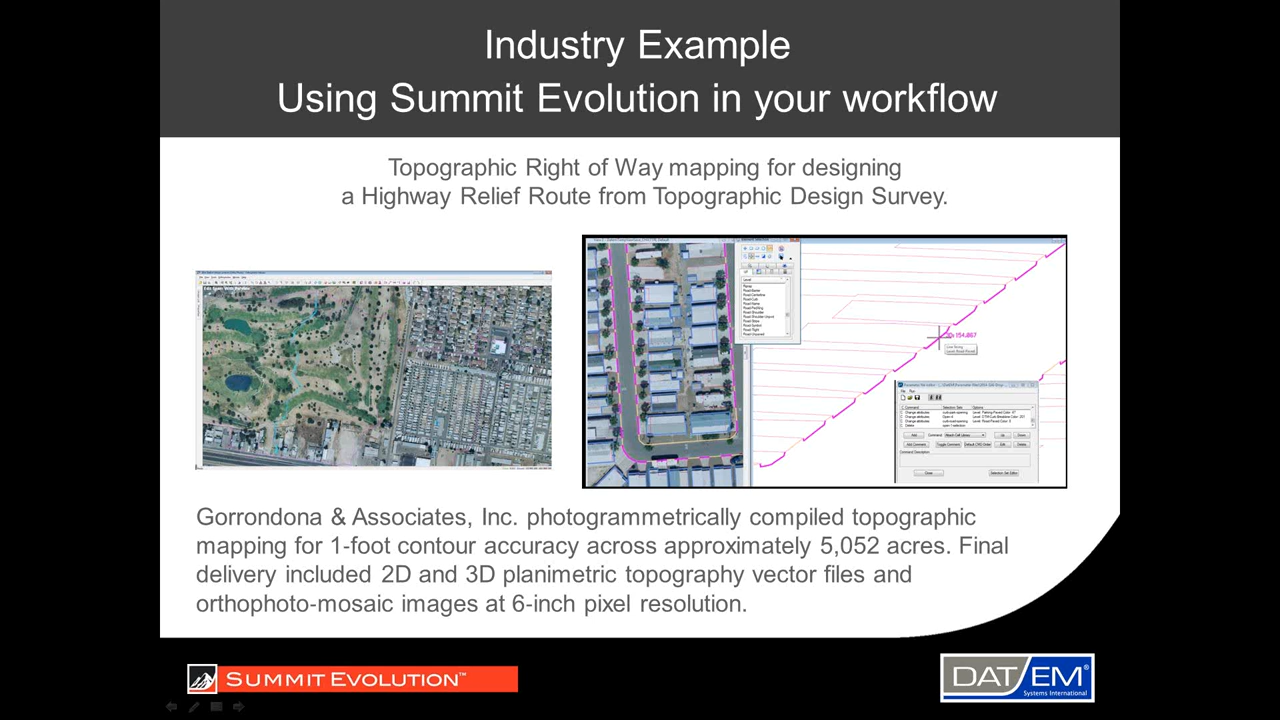 Industry Example
Using Summit Evolution in your workflow
Topographic Right of Way mapping for designing
a Highway Relief Route from Topographic Design Survey.
Gorrondona & Associates, Inc. photogrammetrically compiled topographic
mapping for 1-foot contour accuracy across approximately 5,052 acres. Final
delivery included 2D and 3D planimetric topography vector files and
orthophoto-mosaic images at 6-inch pixel resolution.
SUMMIT EVOLUTION™
DAT/EM®
Systems International